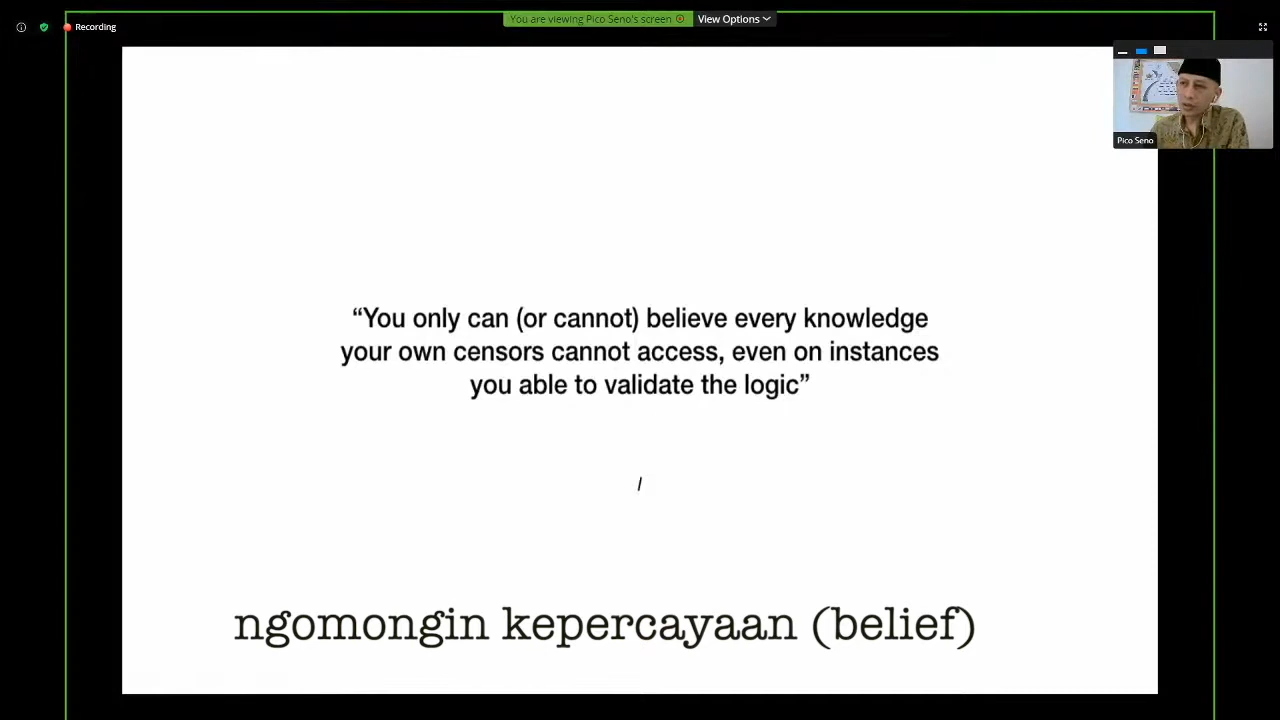 You are viewing Pico Seno's screen
View Options
Recording
Pico Seno
“You only can (or cannot) believe every knowledge
your own censors cannot access, even on instances
you able to validate the logic”
/
ngomongin kepercayaan (belief)